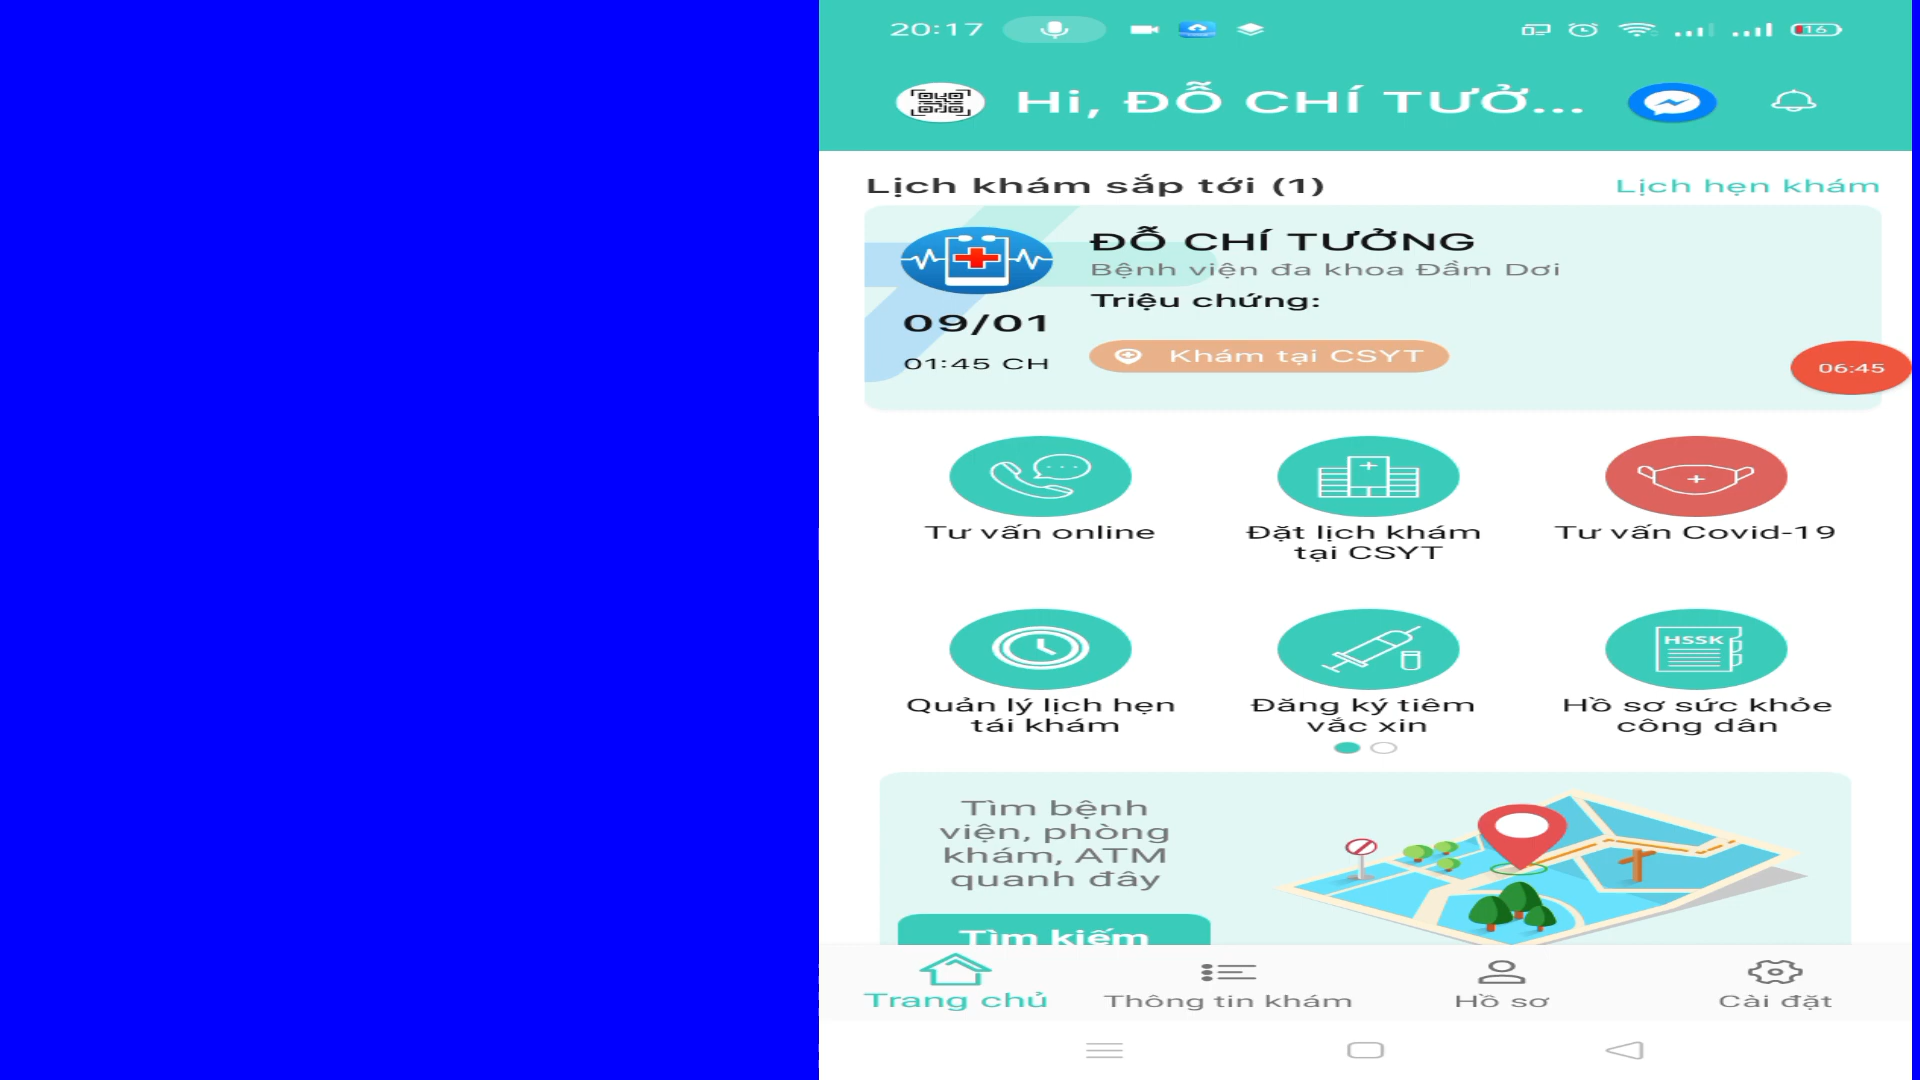 20:17
16
Hi, ĐỖ CHÍ TƯỞ...
Lịch khám sắp tới (1)
Lịch hẹn khám
ĐỖ CHÍ TƯỞNG
Bệnh viện đa khoa Đầm Dơi
Triệu chứng:
09/01
01:45 CH
Khám tại CSYT
06:45
Tư vấn online
Đặt lịch khám
tại CSYT
Tư vấn Covid-19
HSSK
Quản lý lịch hẹn
tái khám
Đăng ký tiêm
vắc xin
Hồ sơ sức khỏe
công dân
Tìm bệnh
viện, phòng
khám, ATM
quanh đây
Tìm kiếm
Trang chủ
Thông tin khám
Hồ sơ
Cài đặt